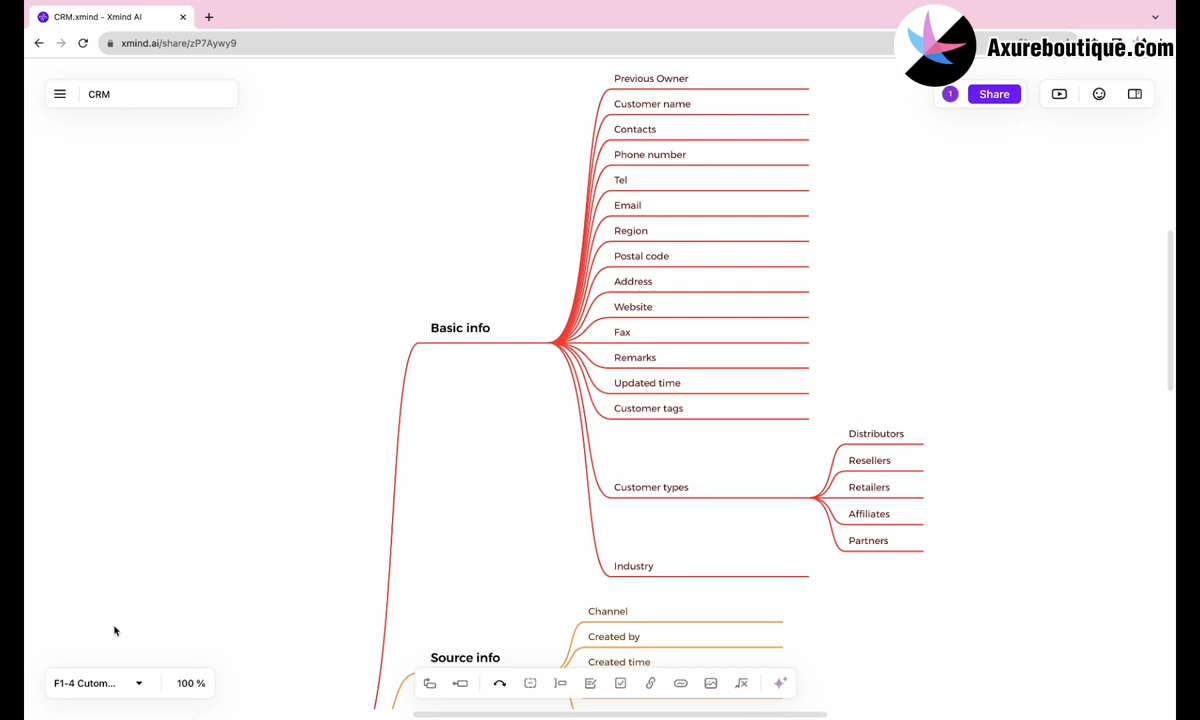 CRM.xmind - Xmind AI
xmind.ai/share/zP7Aywy9
Axureboutique.com
CRM
1
Share
Previous Owner
Customer name
Contacts
Phone number
Tel
Email
Region
Postal code
Address
Website
Basic info
Fax
Remarks
Updated time
Customer tags
Customer types
Distributors
Resellers
Retailers
Affiliates
Partners
Industry
Source info
Channel
Created by
Created time
F1-4 Cutom...
100 %